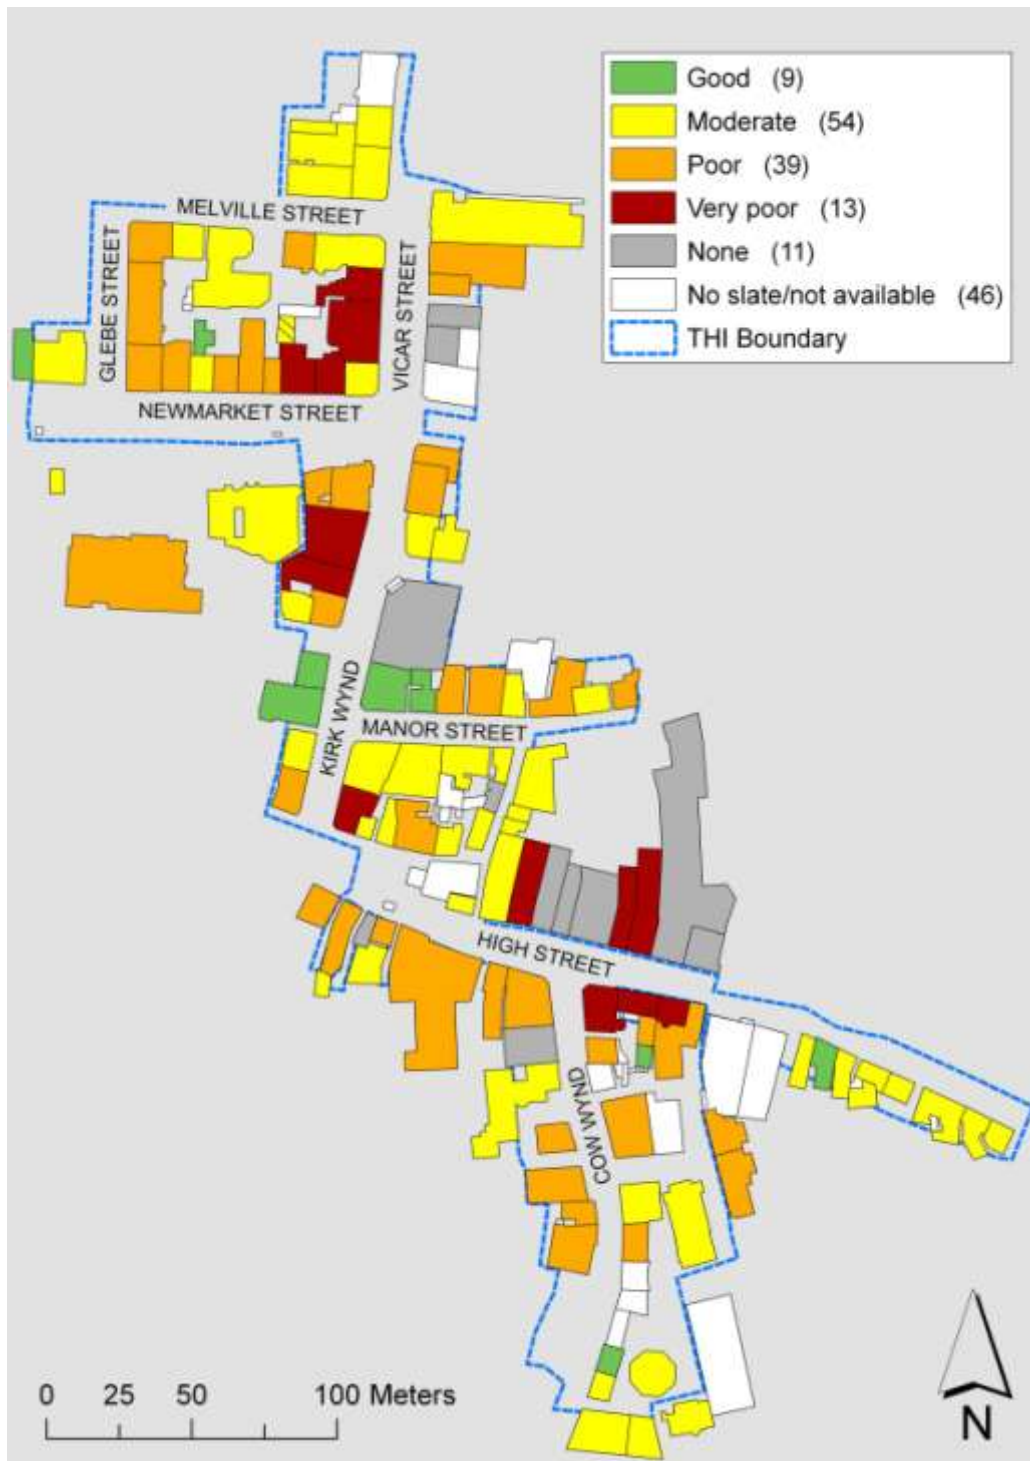 Good (9)
Moderate (54)
Poor (39)
Very poor (13)
None (11)
No slate/not available (46)
THI Boundary
MELVILLE STREET
GLEBE STREET
VICAR STREET
NEWMARKET STREET
KIRK WYND
MANOR STREET
HIGH STREET
COW WYND
0 25 50 100 Meters
N